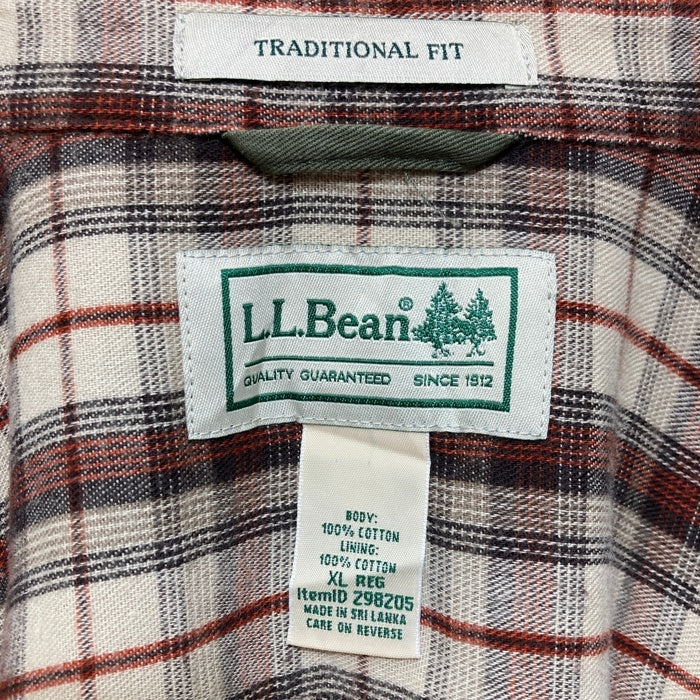 TRADITIONAL FIT
L.L.Bean®
QUALITY GUARANTEED SINCE 1912
BODY:
100% COTTON
LINING:
100% COTTON
XL REG
ItemID 298205
MADE IN SRI LANKA
CARE ON REVERSE